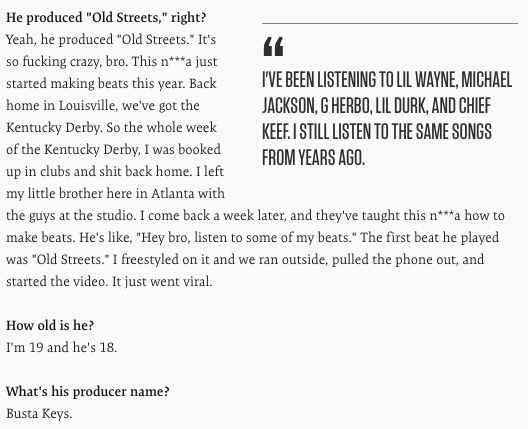 He produced "Old Streets," right?
Yeah, he produced "Old Streets." It's
so fucking crazy, bro. This n***a just
started making beats this year. Back
home in Louisville, we've got the
Kentucky Derby. So the whole week
of the Kentucky Derby, I was booked
up in clubs and shit back home. I left
my little brother here in Atlanta with
the guys at the studio. I come back a week later, and they've taught this n***a how to
make beats. He's like, "Hey bro, listen to some of my beats." The first beat he played
was "Old Streets." I freestyled on it and we ran outside, pulled the phone out, and
started the video. It just went viral.
“
I'VE BEEN LISTENING TO LIL WAYNE, MICHAEL
JACKSON, G HERBO, LIL DURK, AND CHIEF
KEEF. I STILL LISTEN TO THE SAME SONGS
FROM YEARS AGO.
How old is he?
I'm 19 and he's 18.
What's his producer name?
Busta Keys.